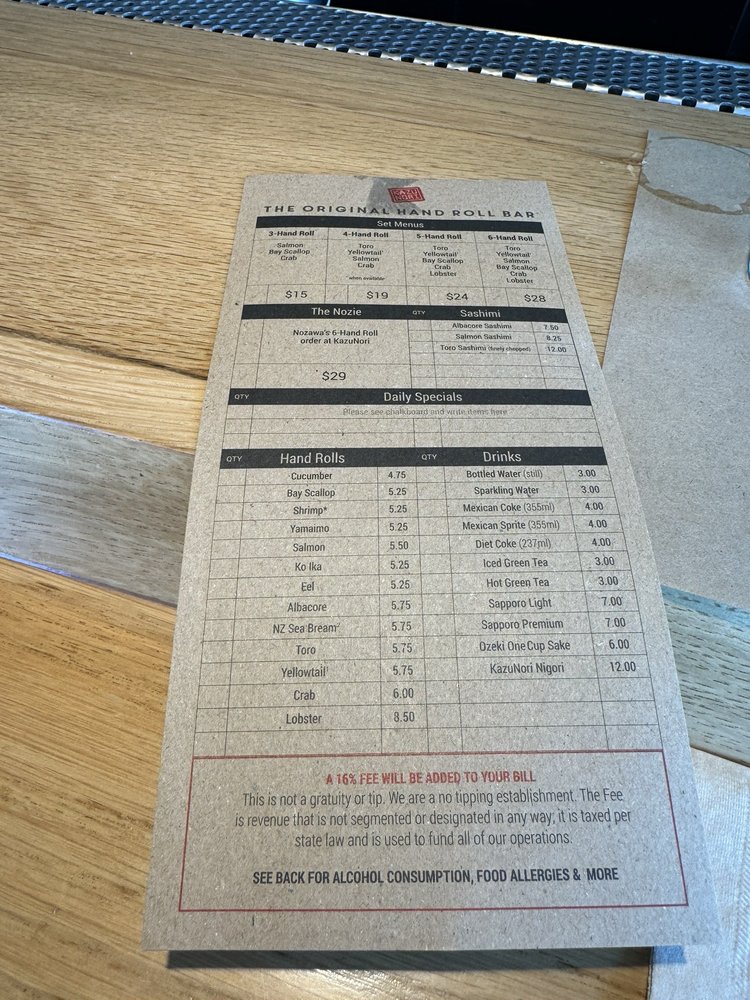 KAZU
NORI
THE ORIGINAL HAND ROLL BAR
Set Menus
3-Hand Roll
Salmon
Bay Scallop
Crab
$15
4-Hand Roll
Toro
Yellowtail¹
Salmon
Crab
when available
$19
5-Hand Roll
Toro
Yellowtail¹
Bay Scallop
Crab
Lobster
$24
6-Hand Roll
Toro
Yellowtail¹
Salmon
Bay Scallop
Crab
Lobster
$28
The Nozie
Nozawa's 6-Hand Roll
order at KazuNori
$29
QTY Sashimi
Albacore Sashimi 7.50
Salmon Sashimi 8.25
Toro Sashimi (finely chopped) 12.00
QTY Daily Specials
Please see chalkboard and write items here
QTY Hand Rolls
Cucumber 4.75
Bay Scallop 5.25
Shrimp* 5.25
Yamaimo 5.25
Salmon 5.50
Ko Ika 5.25
Eel 5.25
Albacore 5.75
NZ Sea Bream² 5.75
Toro 5.75
Yellowtail¹ 5.75
Crab 6.00
Lobster 8.50
QTY Drinks
Bottled Water (still) 3.00
Sparkling Water 3.00
Mexican Coke (355ml) 4.00
Mexican Sprite (355ml) 4.00
Diet Coke (237ml) 4.00
Iced Green Tea 3.00
Hot Green Tea 3.00
Sapporo Light 7.00
Sapporo Premium 7.00
Ozeki One Cup Sake 6.00
KazuNori Nigori 12.00
A 16% FEE WILL BE ADDED TO YOUR BILL
This is not a gratuity or tip. We are a no tipping establishment. The Fee
is revenue that is not segmented or designated in any way; it is taxed per
state law and is used to fund all of our operations.
SEE BACK FOR ALCOHOL CONSUMPTION, FOOD ALLERGIES & MORE